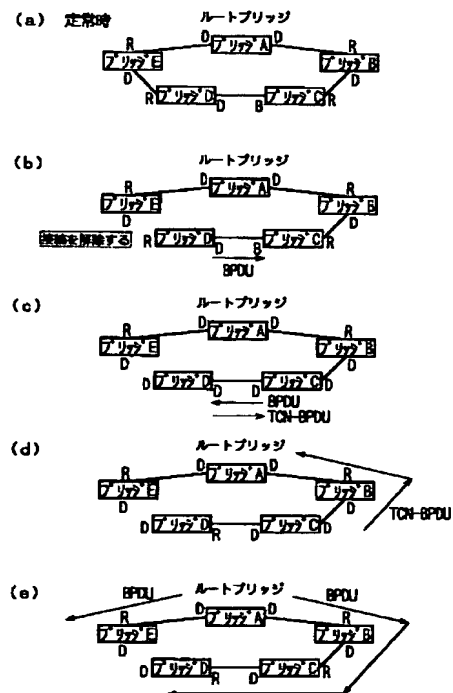 (a) 定常時
ルートブリッジ
D ブリッジA D
R R
ブリッジE ブリッジB
D D
R ブリッジD D B ブリッジC R
(b)
ルートブリッジ
D ブリッジA D
R R
ブリッジE ブリッジB
D D
接続を解除する R ブリッジD D B ブリッジC R
BPDU
(c)
ルートブリッジ
D ブリッジA D
R R
ブリッジE ブリッジB
D D
D ブリッジD D D ブリッジC D
BPDU
TCN-BPDU
(d)
ルートブリッジ
D ブリッジA D
R R
ブリッジE ブリッジB
D D
TCN-BPDU
D ブリッジD R D ブリッジC D
(e)
BPDU ルートブリッジ BPDU
D ブリッジA D
R R
ブリッジE ブリッジB
D D
D ブリッジD R D ブリッジC R